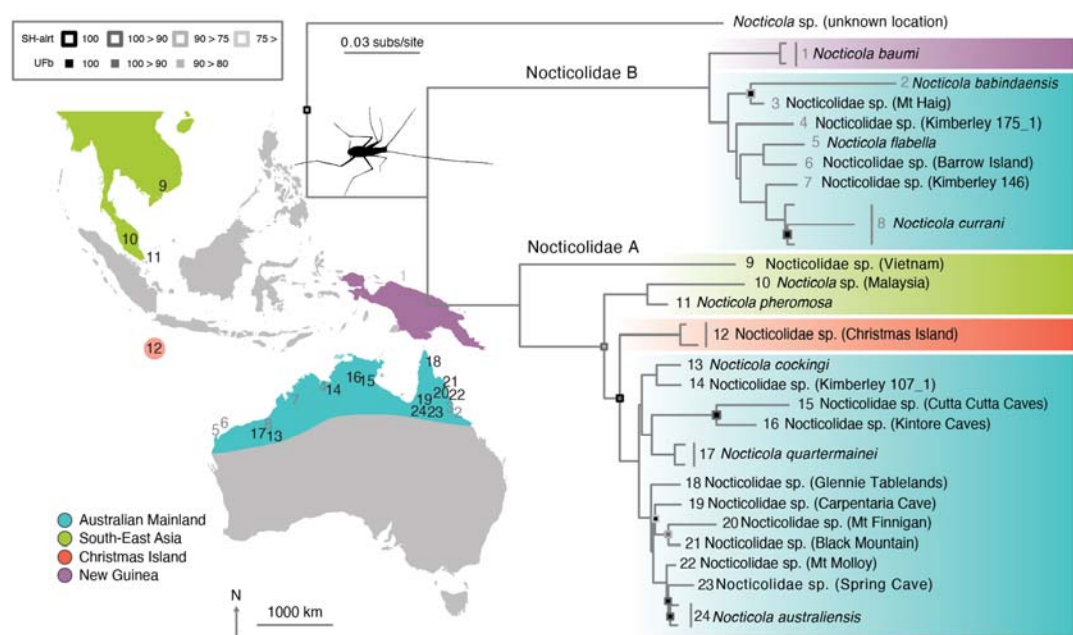 SH-alrt 100 100 > 90 90 > 75 75 >
UFb 100 100 > 90 90 > 80
0.03 subs/site
Nocticola sp. (unknown location)
Nocticolidae B
1 Nocticola baumi
2 Nocticola babindaensis
3 Nocticolidae sp. (Mt Haig)
4 Nocticolidae sp. (Kimberley 175_1)
5 Nocticola flabella
6 Nocticolidae sp. (Barrow Island)
7 Nocticolidae sp. (Kimberley 146)
8 Nocticola currani
Nocticolidae A
9 Nocticolidae sp. (Vietnam)
10 Nocticola sp. (Malaysia)
11 Nocticola pheromosa
12 Nocticolidae sp. (Christmas Island)
13 Nocticola cockingi
14 Nocticolidae sp. (Kimberley 107_1)
15 Nocticolidae sp. (Cutta Cutta Caves)
16 Nocticolidae sp. (Kintore Caves)
17 Nocticola quartermainei
18 Nocticolidae sp. (Glennie Tablelands)
19 Nocticolidae sp. (Carpentaria Cave)
20 Nocticolidae sp. (Mt Finnigan)
21 Nocticolidae sp. (Black Mountain)
22 Nocticolidae sp. (Mt Molloy)
23 Nocticolidae sp. (Spring Cave)
24 Nocticola australiensis
9
10
11
1
12
18
16 15
14
7
21
20 22
19
24 23 2
6
5
17 13
Australian Mainland
South-East Asia
Christmas Island
New Guinea
N
1000 km